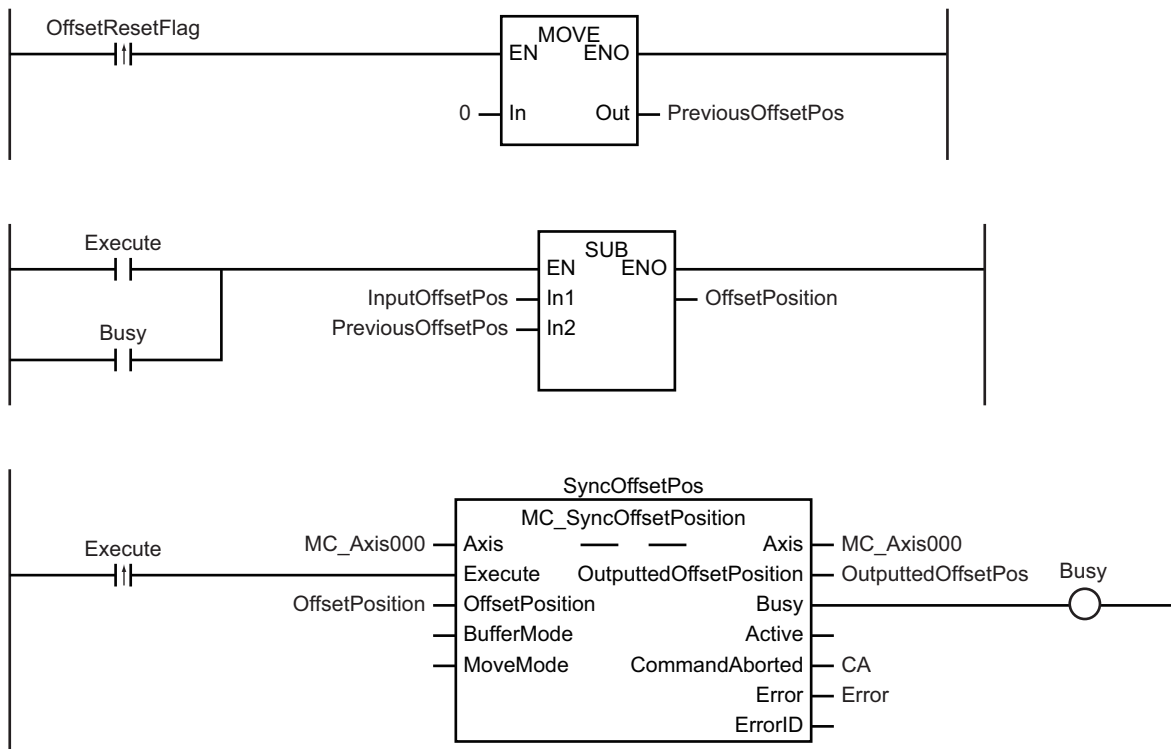 OffsetResetFlag
MOVE
EN ENO
0 In Out PreviousOffsetPos
Execute
SUB
EN ENO
InputOffsetPos In1 OffsetPosition
PreviousOffsetPos In2
Busy
SyncOffsetPos
MC_SyncOffsetPosition
Execute
MC_Axis000 Axis Axis MC_Axis000
Execute OutputtedOffsetPosition OutputtedOffsetPos
Busy
OffsetPosition OffsetPosition Busy
BufferMode Active
MoveMode CommandAborted CA
Error Error
ErrorID